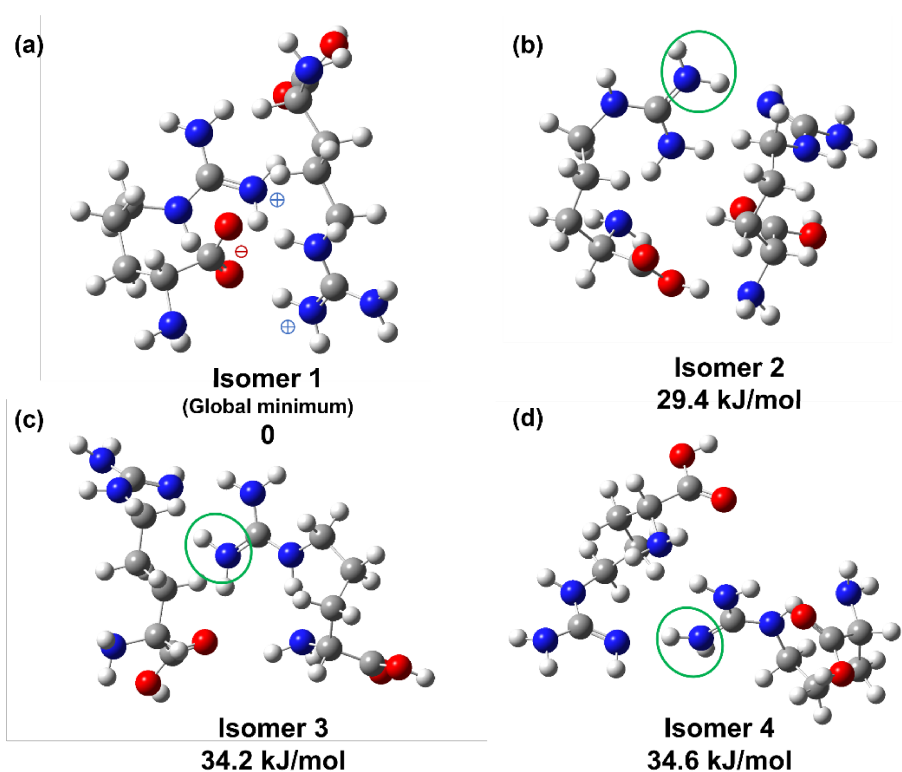 (a)
(b)
⊕
⊖
⊕
Isomer 1
(Global minimum)
0
Isomer 2
29.4 kJ/mol
(c)
(d)
Isomer 3
34.2 kJ/mol
Isomer 4
34.6 kJ/mol